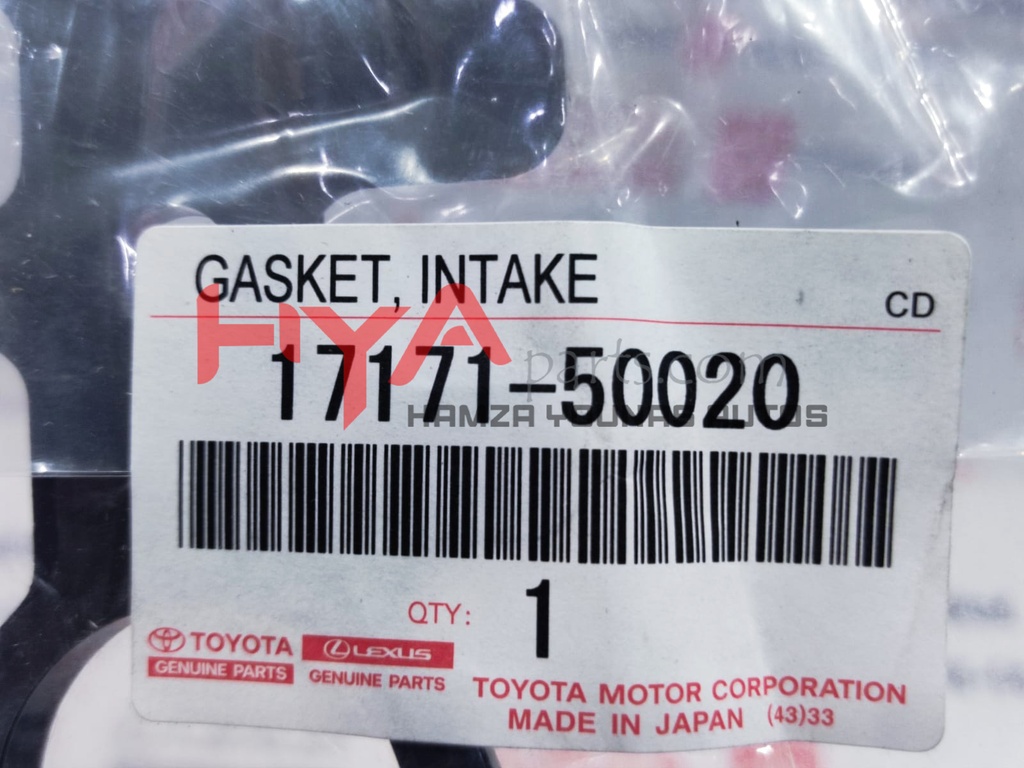 GASKET, INTAKE
CD
HYA parts.com
17171-50020
HAMZA YOUNAS AUTOS
QTY: 1
TOYOTA
GENUINE PARTS
LEXUS
GENUINE PARTS
TOYOTA MOTOR CORPORATION
MADE IN JAPAN (43)33